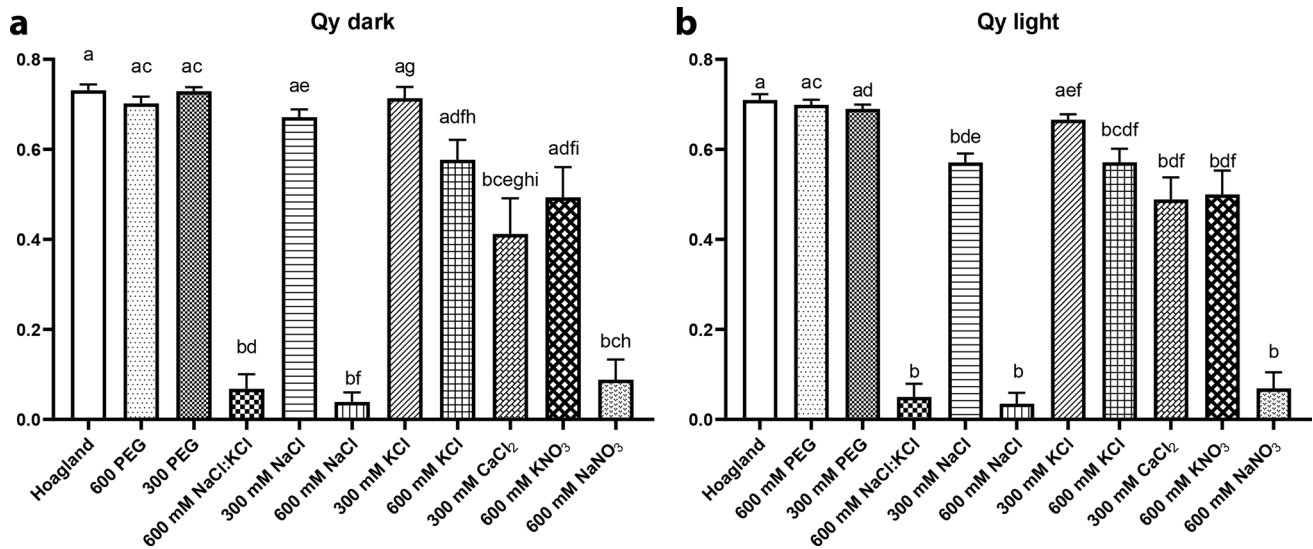 a
Qy dark
0.8
0.6
0.4
0.2
0.0
a
ac
ac
bd
ae
bf
ag
adfh
bceghi
adfi
bch
Hoagland
600 PEG
300 PEG
600 mM NaCl:KCl
300 mM NaCl
600 mM NaCl
300 mM KCl
600 mM KCl
300 mM CaCl₂
600 mM KNO₃
600 mM NaNO₃
b
Qy light
0.8
0.6
0.4
0.2
0.0
a
ac
ad
b
bde
b
aef
bcdf
bdf
bdf
b
Hoagland
600 mM PEG
300 mM PEG
600 mM NaCl:KCl
300 mM NaCl
600 mM NaCl
300 mM KCl
600 mM KCl
300 mM CaCl₂
600 mM KNO₃
600 mM NaNO₃